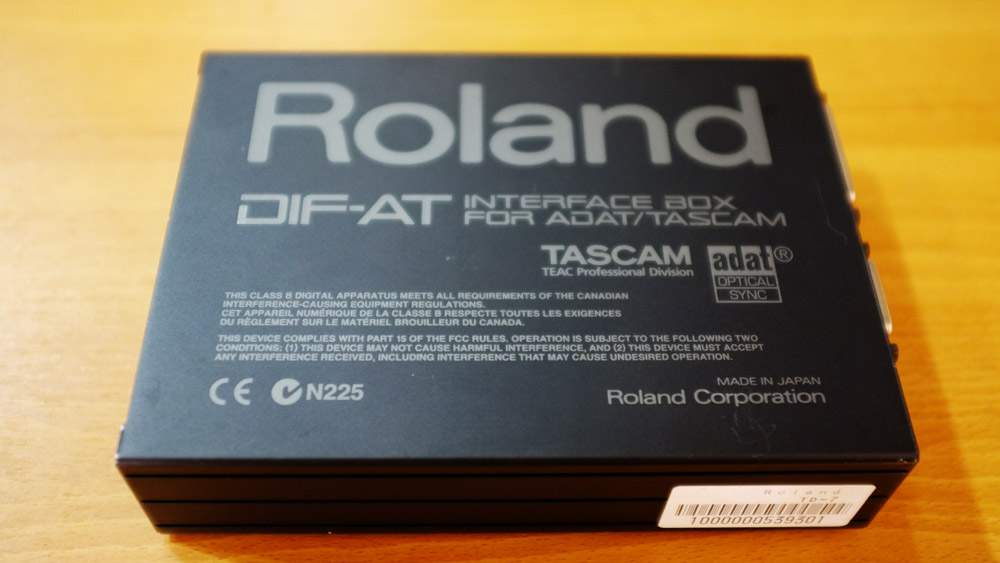 Roland
DIF-AT INTERFACE BOX
FOR ADAT/TASCAM
TASCAM
TEAC Professional Division
adat®
OPTICAL
SYNC
THIS CLASS B DIGITAL APPARATUS MEETS ALL REQUIREMENTS OF THE CANADIAN
INTERFERENCE-CAUSING EQUIPMENT REGULATIONS.
CET APPAREIL NUMÉRIQUE DE LA CLASSE B RESPECTE TOUTES LES EXIGENCES
DU RÈGLEMENT SUR LE MATÉRIEL BROUILLEUR DU CANADA.
THIS DEVICE COMPLIES WITH PART 15 OF THE FCC RULES. OPERATION IS SUBJECT TO THE FOLLOWING TWO
CONDITIONS: (1) THIS DEVICE MAY NOT CAUSE HARMFUL INTERFERENCE, AND (2) THIS DEVICE MUST ACCEPT
ANY INTERFERENCE RECEIVED, INCLUDING INTERFERENCE THAT MAY CAUSE UNDESIRED OPERATION.
CE N225
MADE IN JAPAN
Roland Corporation
Roland
TD-7
1000000539301